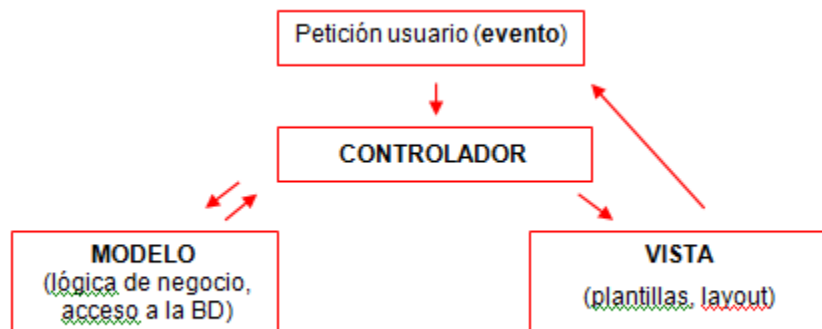 Petición usuario (evento)
CONTROLADOR
MODELO
(lógica de negocio,
acceso a la BD)
VISTA
(plantillas, layout)